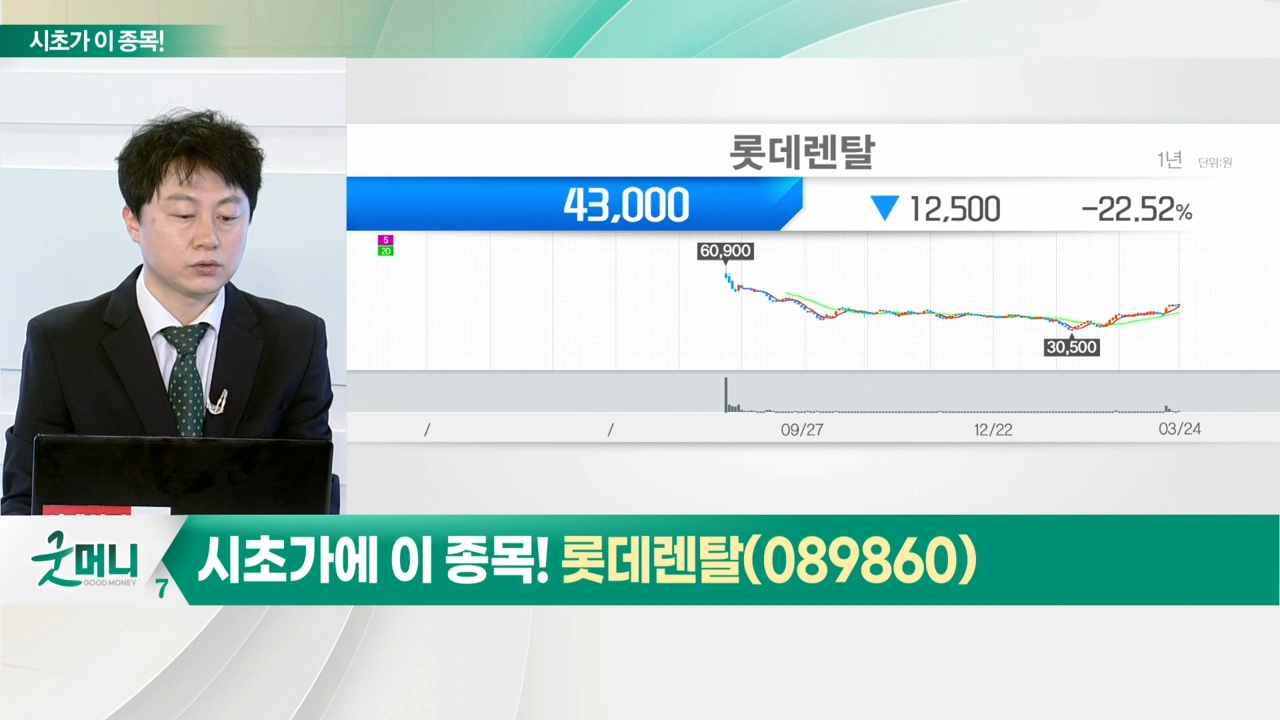 시초가 이 종목!
롯데렌탈
1년 단위:원
43,000 ▼ 12,500 -22.52%
5
20
60,900
30,500
/ / 09/27 12/22 03/24
굿머니
GOOD MONEY
7
시초가에 이 종목! 롯데렌탈(089860)